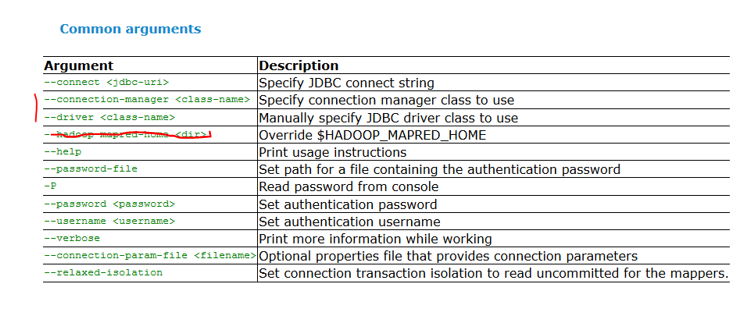 Common arguments
Argument Description
--connect <jdbc-uri> Specify JDBC connect string
--connection-manager <class-name> Specify connection manager class to use
--driver <class-name> Manually specify JDBC driver class to use
--hadoop-mapred-home <dir> Override $HADOOP_MAPRED_HOME
--help Print usage instructions
--password-file Set path for a file containing the authentication password
-P Read password from console
--password <password> Set authentication password
--username <username> Set authentication username
--verbose Print more information while working
--connection-param-file <filename> Optional properties file that provides connection parameters
--relaxed-isolation Set connection transaction isolation to read uncommitted for the mappers.